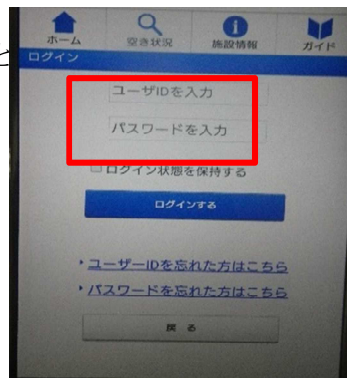 ホーム 空き状況 施設情報 ガイド
ログイン
ユーザIDを入力
パスワードを入力
ログイン状態を保持する
ログインする
ユーザーIDを忘れた方はこちら
パスワードを忘れた方はこちら
戻る